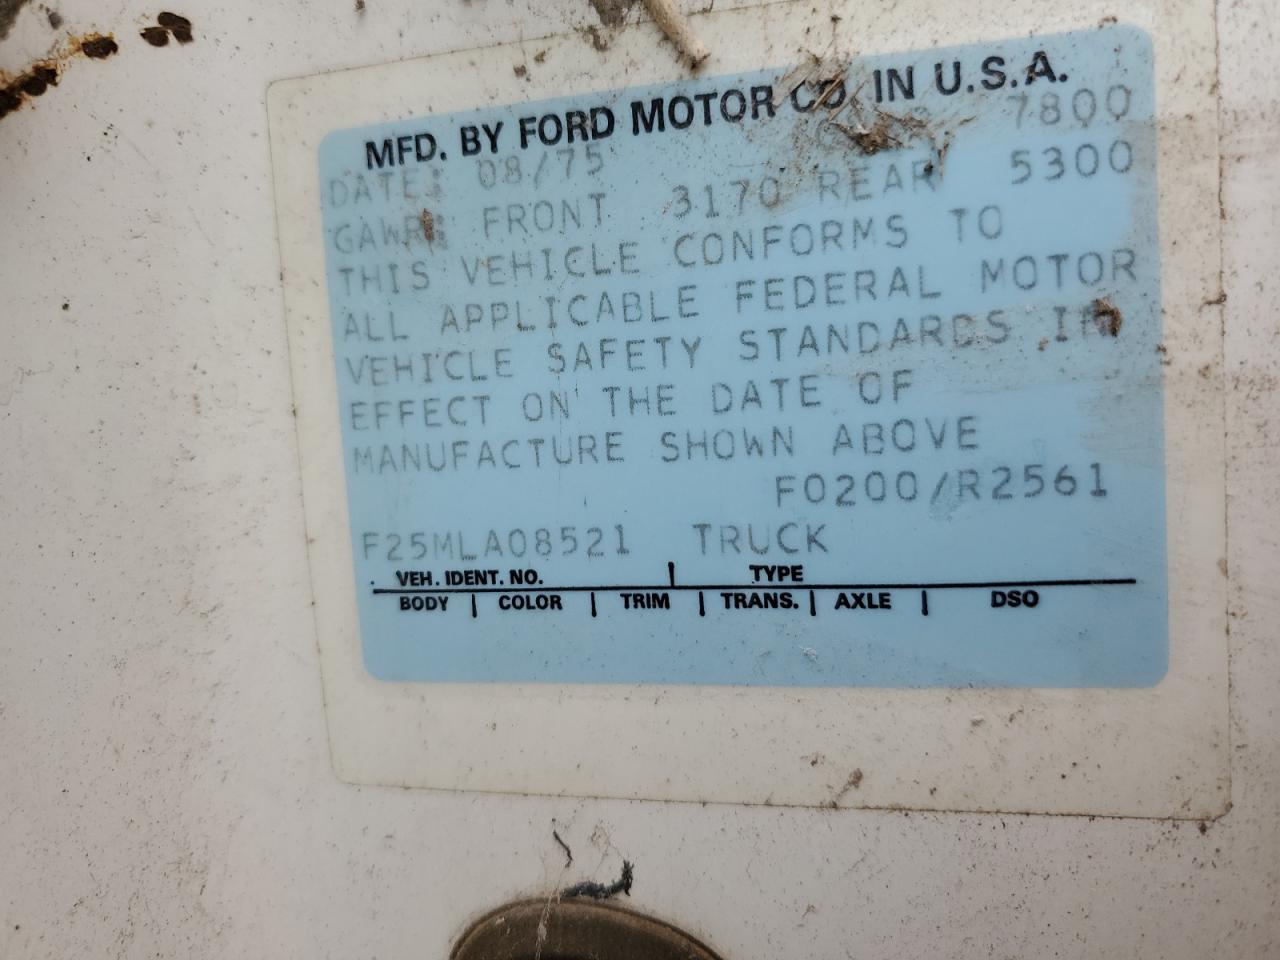 MFD. BY FORD MOTOR CO. IN U.S.A.
DATE: 08/75 7800
GAWR: FRONT 3170 REAR 5300
THIS VEHICLE CONFORMS TO
ALL APPLICABLE FEDERAL MOTOR
VEHICLE SAFETY STANDARDS IN
EFFECT ON THE DATE OF
MANUFACTURE SHOWN ABOVE
F0200/R2561
F25MLA08521 TRUCK
VEH. IDENT. NO. TYPE
BODY COLOR TRIM TRANS. AXLE DSO